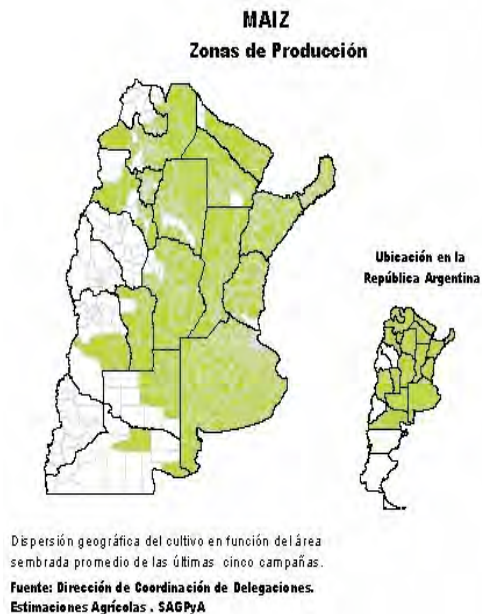 MAIZ
Zonas de Producción
Ubicación en la
República Argentina
Dispersión geográfica del cultivo en función del área
sembrada promedio de las últimas cinco campañas.
Fuente: Dirección de Coordinación de Delegaciones.
Estimaciones Agrícolas . SAGPyA